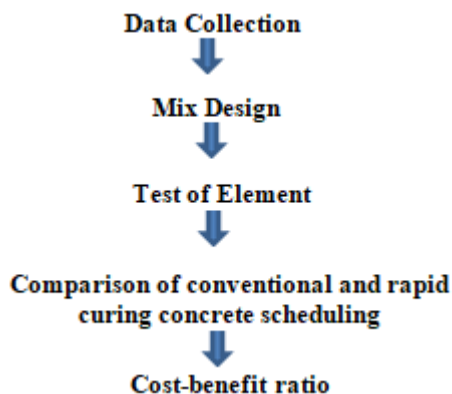 Data Collection
Mix Design
Test of Element
Comparison of conventional and rapid
curing concrete scheduling
Cost-benefit ratio